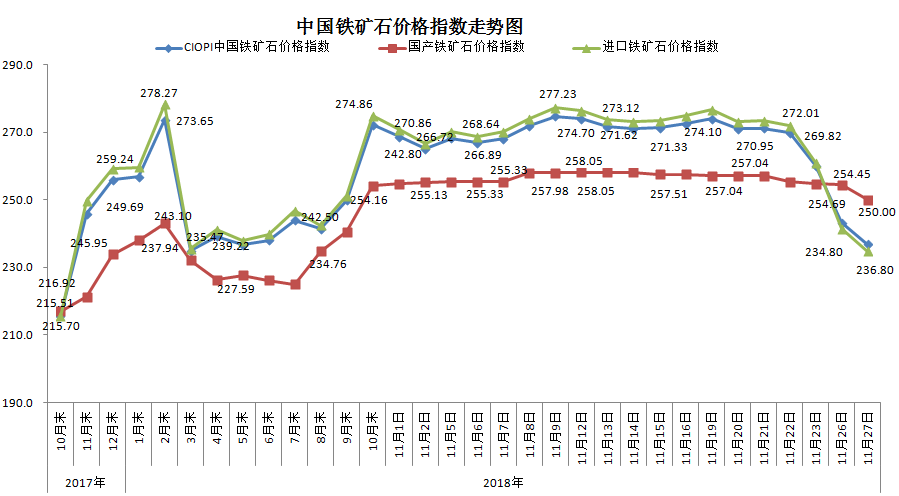 中国铁矿石价格指数走势图
CIOPI中国铁矿石价格指数 国产铁矿石价格指数 进口铁矿石价格指数
290.0
270.0
250.0
230.0
210.0
190.0
278.27
273.65
259.24
249.69
245.95
243.10
237.94
216.92
215.51
215.70
235.47
239.22
227.59
242.50
234.76
274.86
254.16
270.86
242.80
266.72
255.13
268.64
266.89
255.33
255.33
277.23
274.70
257.98
258.05
258.05
273.12
271.62
271.33
257.51
274.10
257.04
270.95
257.04
272.01
269.82
254.69
254.45
234.80
250.00
236.80
10月末
11月末
12月末
1月末
2月末
3月末
4月末
5月末
6月末
7月末
8月末
9月末
10月末
11月1日
11月2日
11月5日
11月6日
11月7日
11月8日
11月9日
11月12日
11月13日
11月14日
11月15日
11月16日
11月19日
11月20日
11月21日
11月22日
11月23日
11月26日
11月27日
2017年 2018年